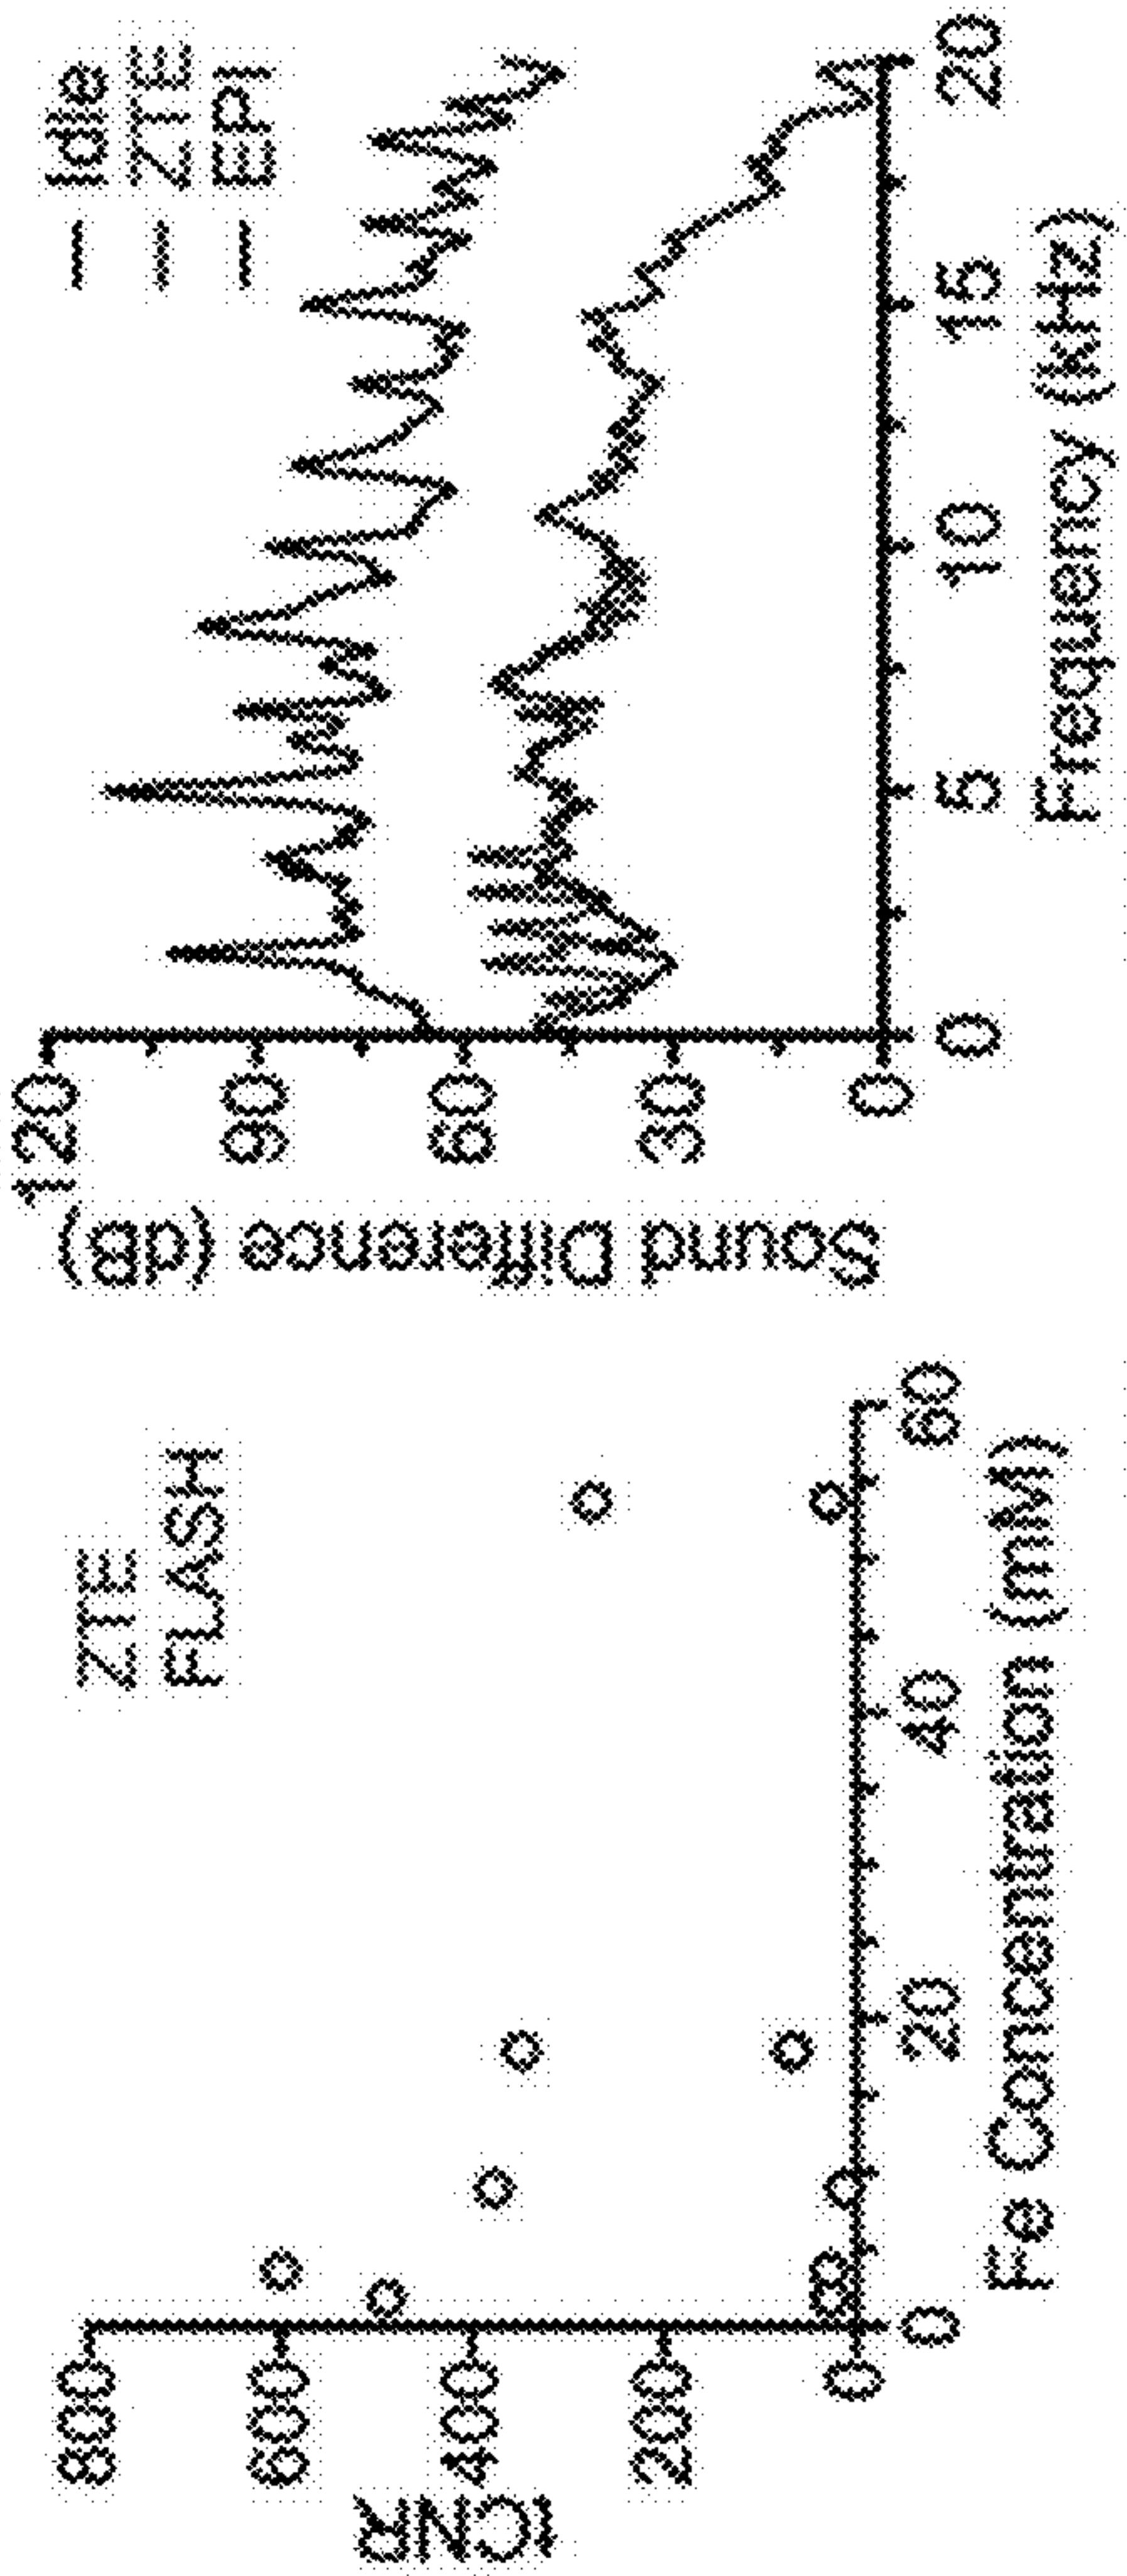 1CNR
800
600
400
200
0
0
20
40
60
Fe Concentration (mM)
ZTE
FLASH
Sound Difference (dB)
120
90
60
30
0
0
5
10
15
20
Frequency (kHz)
Idle
ZTE
EPI